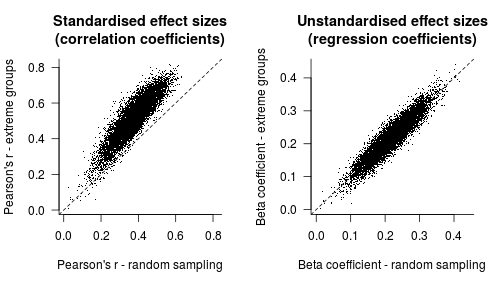 Standardised effect sizes
(correlation coefficients)
Pearson's r - extreme groups
0.8
0.6
0.4
0.2
0.0
0.0 0.2 0.4 0.6 0.8
Pearson's r - random sampling
Unstandardised effect sizes
(regression coefficients)
Beta coefficient - extreme groups
0.4
0.3
0.2
0.1
0.0
0.0 0.1 0.2 0.3 0.4
Beta coefficient - random sampling